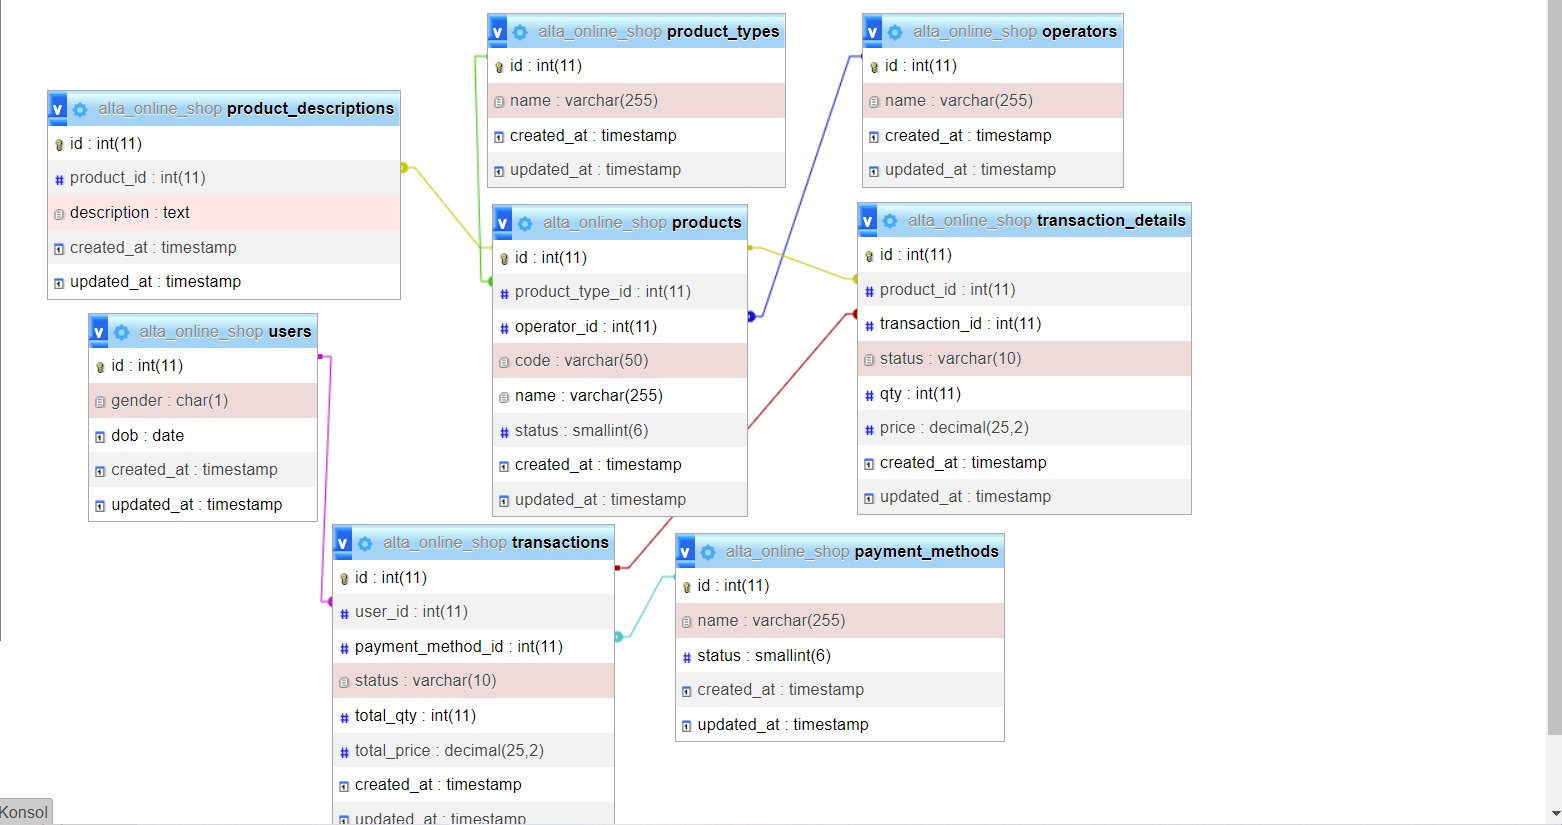 alta_online_shop product_descriptions
id : int(11)
product_id : int(11)
description : text
created_at : timestamp
updated_at : timestamp
alta_online_shop users
id : int(11)
gender : char(1)
dob : date
created_at : timestamp
updated_at : timestamp
alta_online_shop product_types
id : int(11)
name : varchar(255)
created_at : timestamp
updated_at : timestamp
alta_online_shop operators
id : int(11)
name : varchar(255)
created_at : timestamp
updated_at : timestamp
alta_online_shop products
id : int(11)
product_type_id : int(11)
operator_id : int(11)
code : varchar(50)
name : varchar(255)
status : smallint(6)
created_at : timestamp
updated_at : timestamp
alta_online_shop transaction_details
id : int(11)
product_id : int(11)
transaction_id : int(11)
status : varchar(10)
qty : int(11)
price : decimal(25,2)
created_at : timestamp
updated_at : timestamp
alta_online_shop transactions
id : int(11)
user_id : int(11)
payment_method_id : int(11)
status : varchar(10)
total_qty : int(11)
total_price : decimal(25,2)
created_at : timestamp
updated_at : timestamp
alta_online_shop payment_methods
id : int(11)
name : varchar(255)
status : smallint(6)
created_at : timestamp
updated_at : timestamp
Konsol